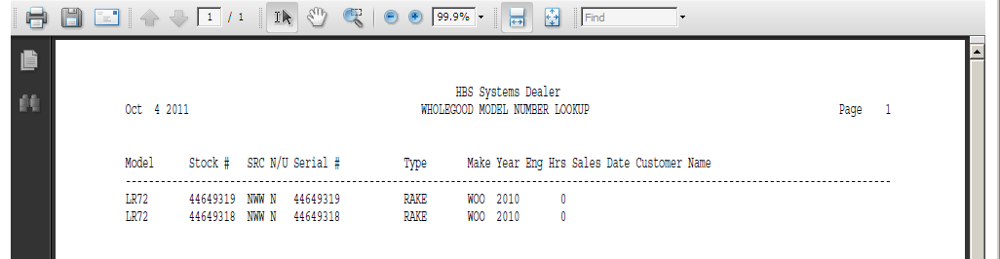 1 / 1 99.9% Find
HBS Systems Dealer
Oct 4 2011 WHOLEGOOD MODEL NUMBER LOOKUP Page 1
Model Stock # SRC N/U Serial # Type Make Year Eng Hrs Sales Date Customer Name
LR72 44649319 NWW N 44649319 RAKE WOO 2010 0
LR72 44649318 NWW N 44649318 RAKE WOO 2010 0